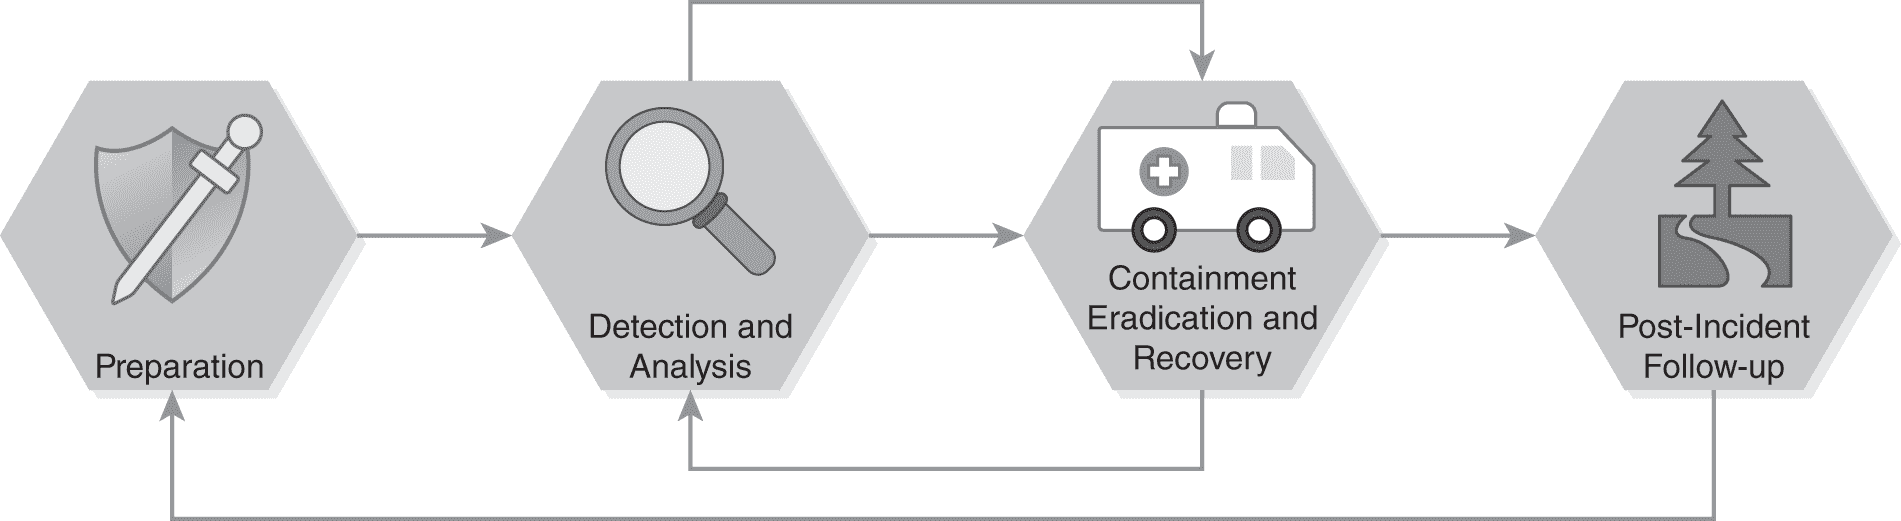 Preparation
Detection and
Analysis
Containment
Eradication and
Recovery
Post-Incident
Follow-up